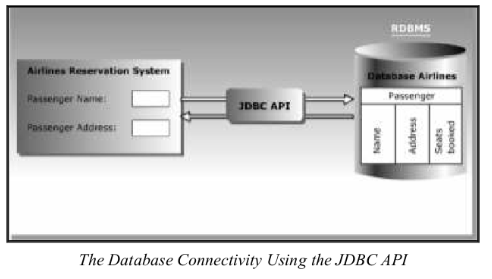 RDBMS
Airlines Reservation System
Passenger Name:
Passenger Address:
JDBC API
Database Airlines
Passenger
Name
Address
Seats
booked
The Database Connectivity Using the JDBC API